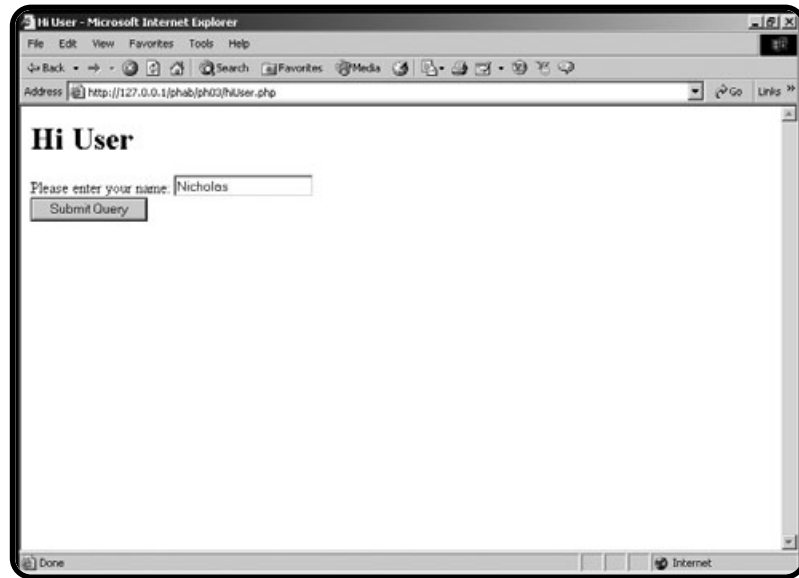 Hi User - Microsoft Internet Explorer
File Edit View Favorites Tools Help
Back Search Favorites Media
Address http://127.0.0.1/phab/ph03/hiUser.php Go Links »
Hi User
Please enter your name: Nicholas
Submit Query
Done Internet